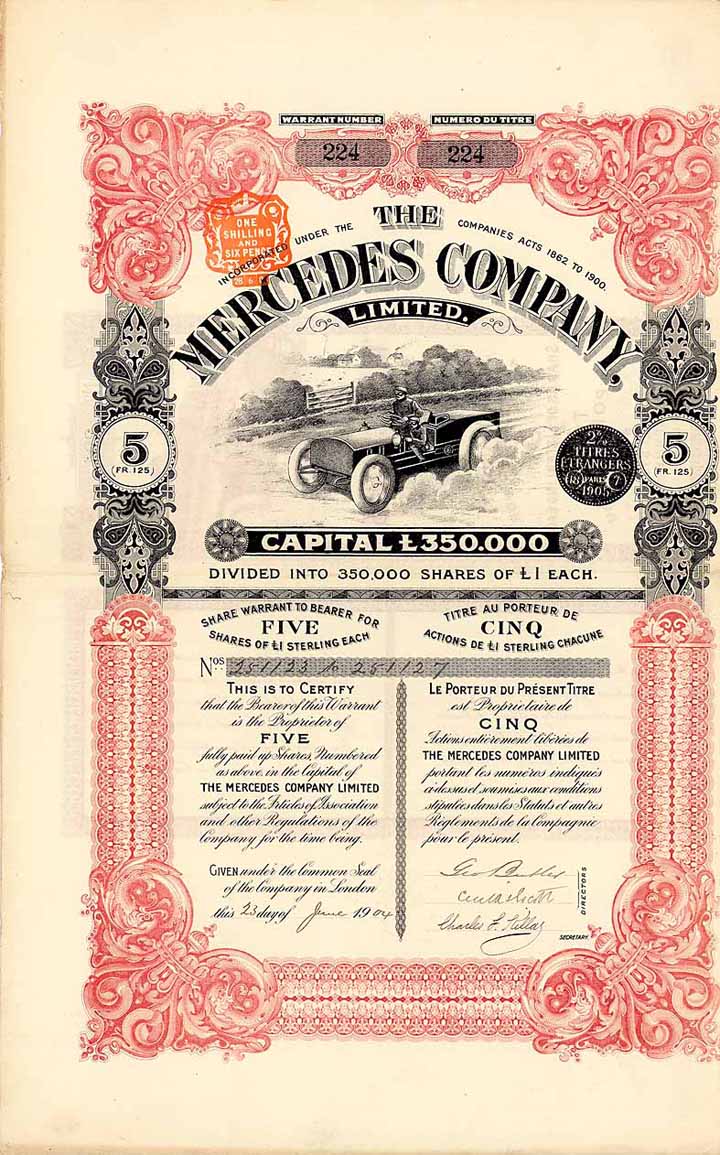 WARRANT NUMBER
NUMERO DU TITRE
224
224
ONE
SHILLING
AND
SIX PENCE
INCORPORATED UNDER THE
COMPANIES ACTS 1862 TO 1900.
THE
MERCEDES COMPANY,
LIMITED.
5
(FR. 125)
5
(FR. 125)
2%
TITRES
ETRANGERS
PARIS
1905
CAPITAL £350.000
DIVIDED INTO 350,000 SHARES OF £1 EACH.
SHARE WARRANT TO BEARER FOR
FIVE
SHARES OF £1 STERLING EACH
TITRE AU PORTEUR DE
CINQ
ACTIONS DE £1 STERLING CHACUNE
Nos 251123 to 251127
THIS IS TO CERTIFY
that the Bearer of this Warrant
is the Proprietor of
FIVE
fully paid up Shares, Numbered
as above, in the Capital of
THE MERCEDES COMPANY LIMITED
subject to the Articles of Association
and other Regulations of the
Company for the time being.
GIVEN under the Common Seal
of the Company in London
this 23 day of June 1904
LE PORTEUR DU PRÉSENT TITRE
est Propriétaire de
CINQ
Actions entièrement libérées de
THE MERCEDES COMPANY LIMITED
portant les numéros indiqués
ci-dessus et soumises aux conditions
stipulées dans les Statuts et autres
Règlements de la Compagnie
pour le présent.
DIRECTORS
Charles F.
SECRETARY.